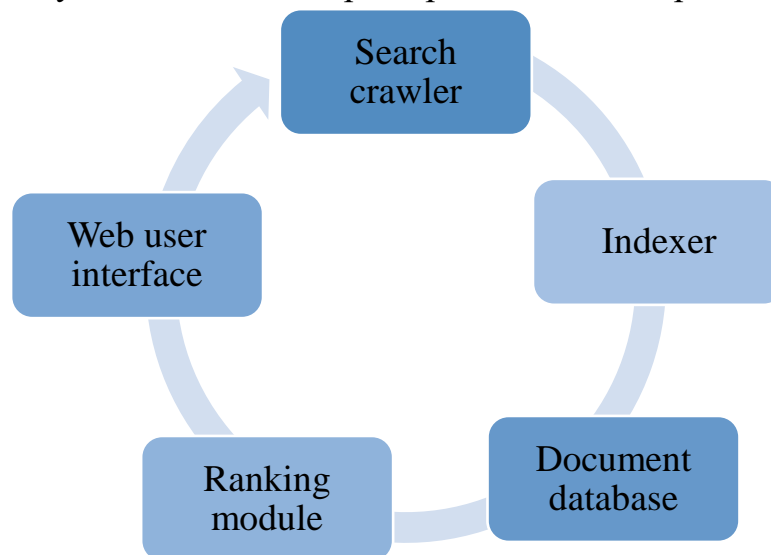 Search
crawler
Indexer
Document
database
Ranking
module
Web user
interface